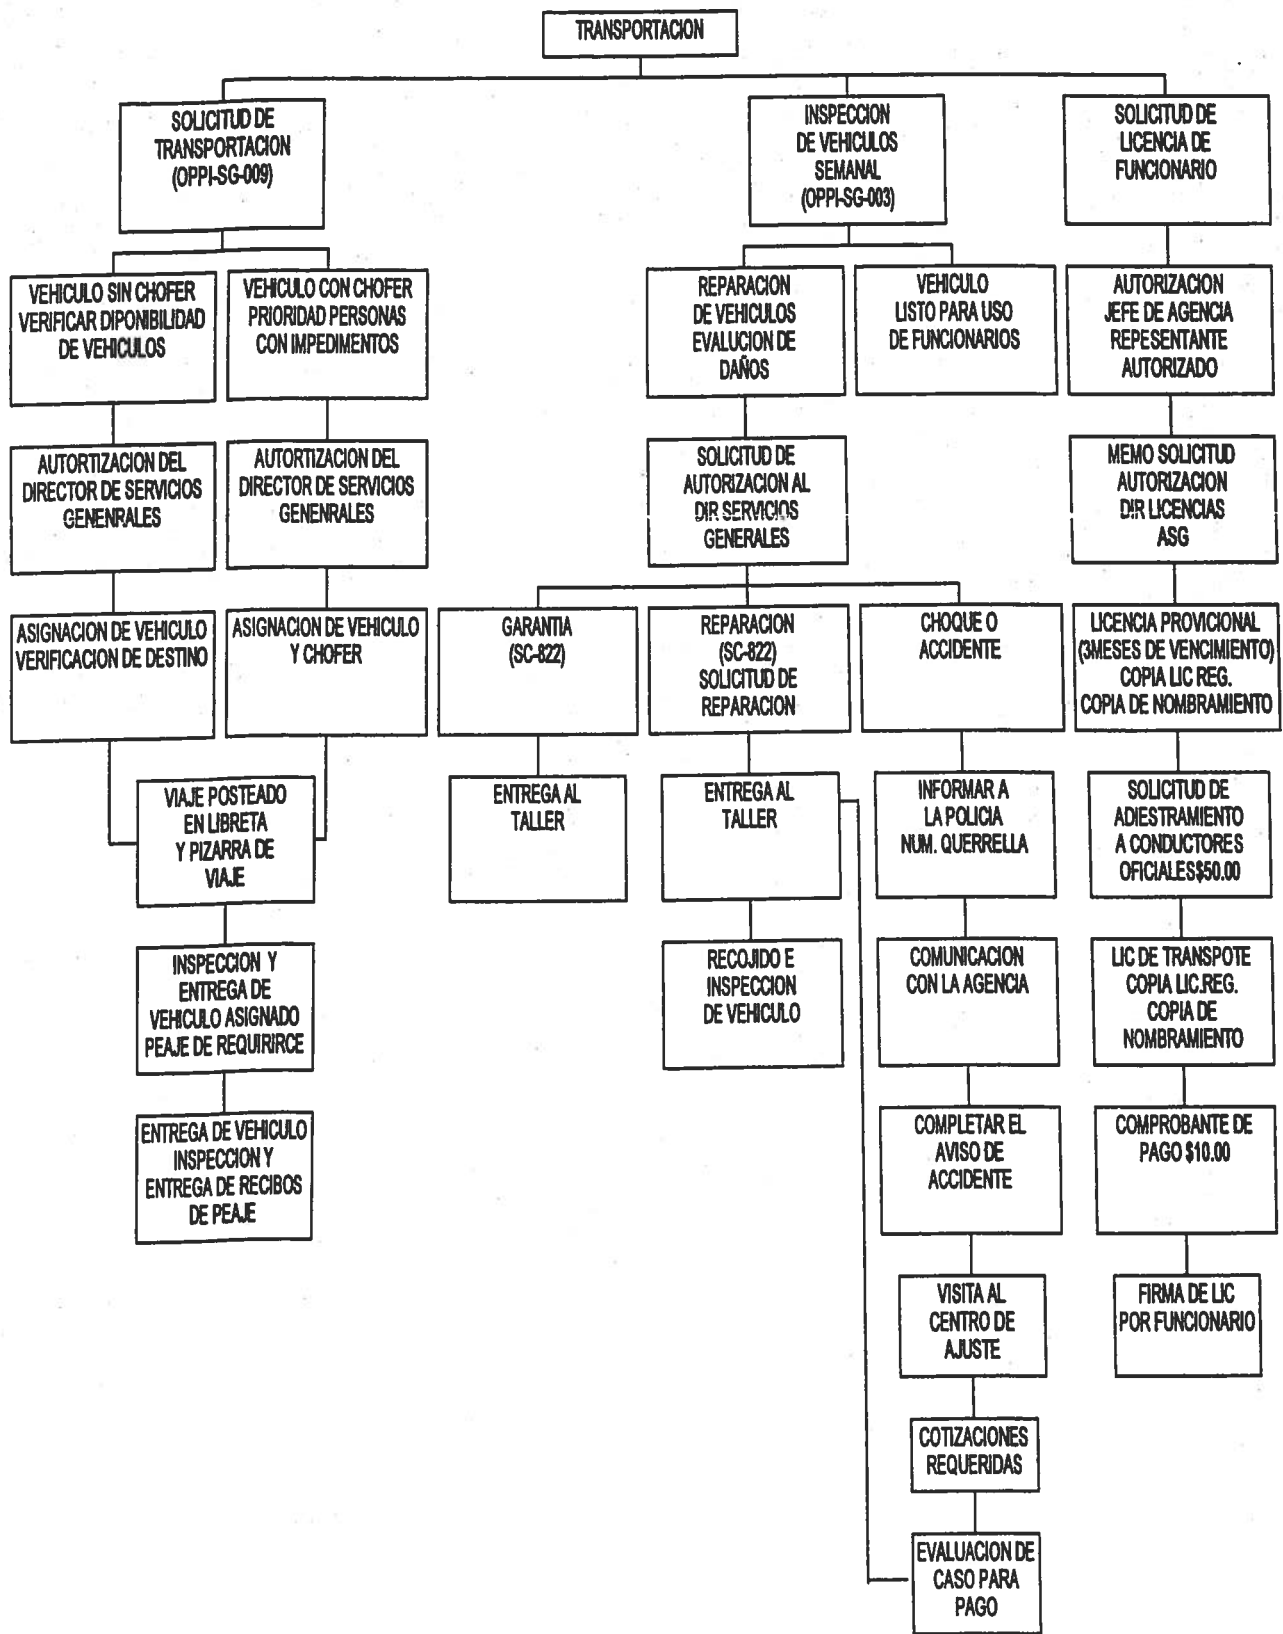 TRANSPORTACION
SOLICITUD DE
TRANSPORTACION
(OPPI-SG-009)
INSPECCION
DE VEHICULOS
SEMANAL
(OPPI-SG-003)
SOLICITUD DE
LICENCIA DE
FUNCIONARIO
VEHICULO SIN CHOFER
VERIFICAR DIPONIBILIDAD
DE VEHICULOS
VEHICULO CON CHOFER
PRIORIDAD PERSONAS
CON IMPEDIMENTOS
REPARACION
DE VEHICULOS
EVALUCION DE
DAÑOS
VEHICULO
LISTO PARA USO
DE FUNCIONARIOS
AUTORIZACION
JEFE DE AGENCIA
REPESENTANTE
AUTORIZADO
AUTORTIZACION DEL
DIRECTOR DE SERVICIOS
GENENRALES
AUTORTIZACION DEL
DIRECTOR DE SERVICIOS
GENENRALES
SOLICITUD DE
AUTORIZACION AL
DIR SERVICIOS
GENERALES
MEMO SOLICITUD
AUTORIZACION
DIR LICENCIAS
ASG
ASIGNACION DE VEHICULO
VERIFICACION DE DESTINO
ASIGNACION DE VEHICULO
Y CHOFER
GARANTIA
(SC-822)
REPARACION
(SC-822)
SOLICITUD DE
REPARACION
CHOQUE O
ACCIDENTE
LICENCIA PROVICIONAL
(3MESES DE VENCIMIENTO)
COPIA LIC REG.
COPIA DE NOMBRAMIENTO
VIAJE POSTEADO
EN LIBRETA
Y PIZARRA DE
VIAJE
ENTREGA AL
TALLER
ENTREGA AL
TALLER
INFORMAR A
LA POLICIA
NUM. QUERRELLA
SOLICITUD DE
ADIESTRAMIENTO
A CONDUCTORES
OFICIALES$50.00
INSPECCION Y
ENTREGA DE
VEHICULO ASIGNADO
PEAJE DE REQUIRIRCE
RECOJIDO E
INSPECCION
DE VEHICULO
COMUNICACION
CON LA AGENCIA
LIC DE TRANSPOTE
COPIA LIC.REG.
COPIA DE
NOMBRAMIENTO
ENTREGA DE VEHICULO
INSPECCION Y
ENTREGA DE RECIBOS
DE PEAJE
COMPLETAR EL
AVISO DE
ACCIDENTE
COMPROBANTE DE
PAGO $10.00
VISITA AL
CENTRO DE
AJUSTE
FIRMA DE LIC
POR FUNCIONARIO
COTIZACIONES
REQUERIDAS
EVALUACION DE
CASO PARA
PAGO